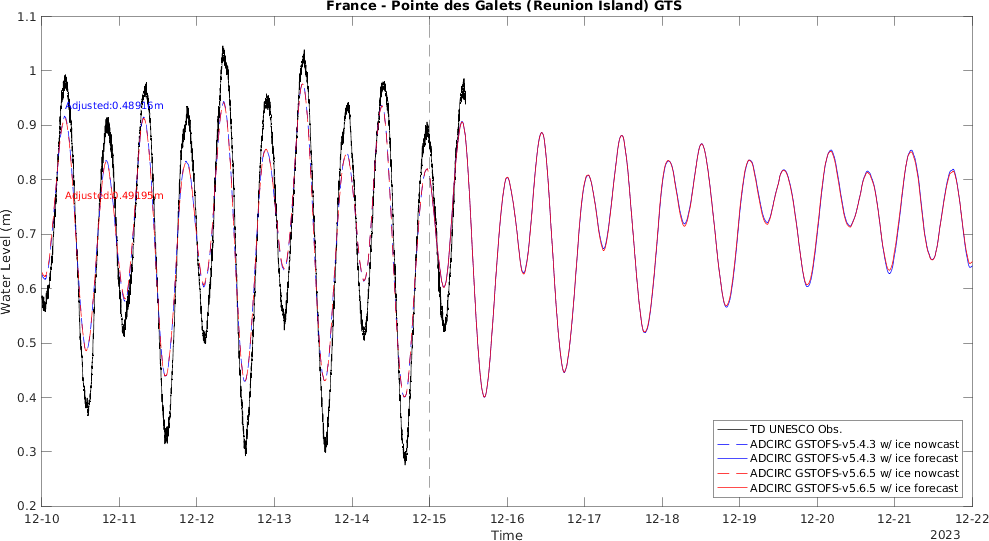 France - Pointe des Galets (Reunion Island) GTS
1.1
1
0.9
0.8
0.7
0.6
0.5
0.4
0.3
0.2
Water Level (m)
Adjusted:0.48915m
Adjusted:0.49195m
TD UNESCO Obs.
ADCIRC GSTOFS-v5.4.3 w/ ice nowcast
ADCIRC GSTOFS-v5.4.3 w/ ice forecast
ADCIRC GSTOFS-v5.6.5 w/ ice nowcast
ADCIRC GSTOFS-v5.6.5 w/ ice forecast
12-10 12-11 12-12 12-13 12-14 12-15 12-16 12-17 12-18 12-19 12-20 12-21 12-22
Time
2023